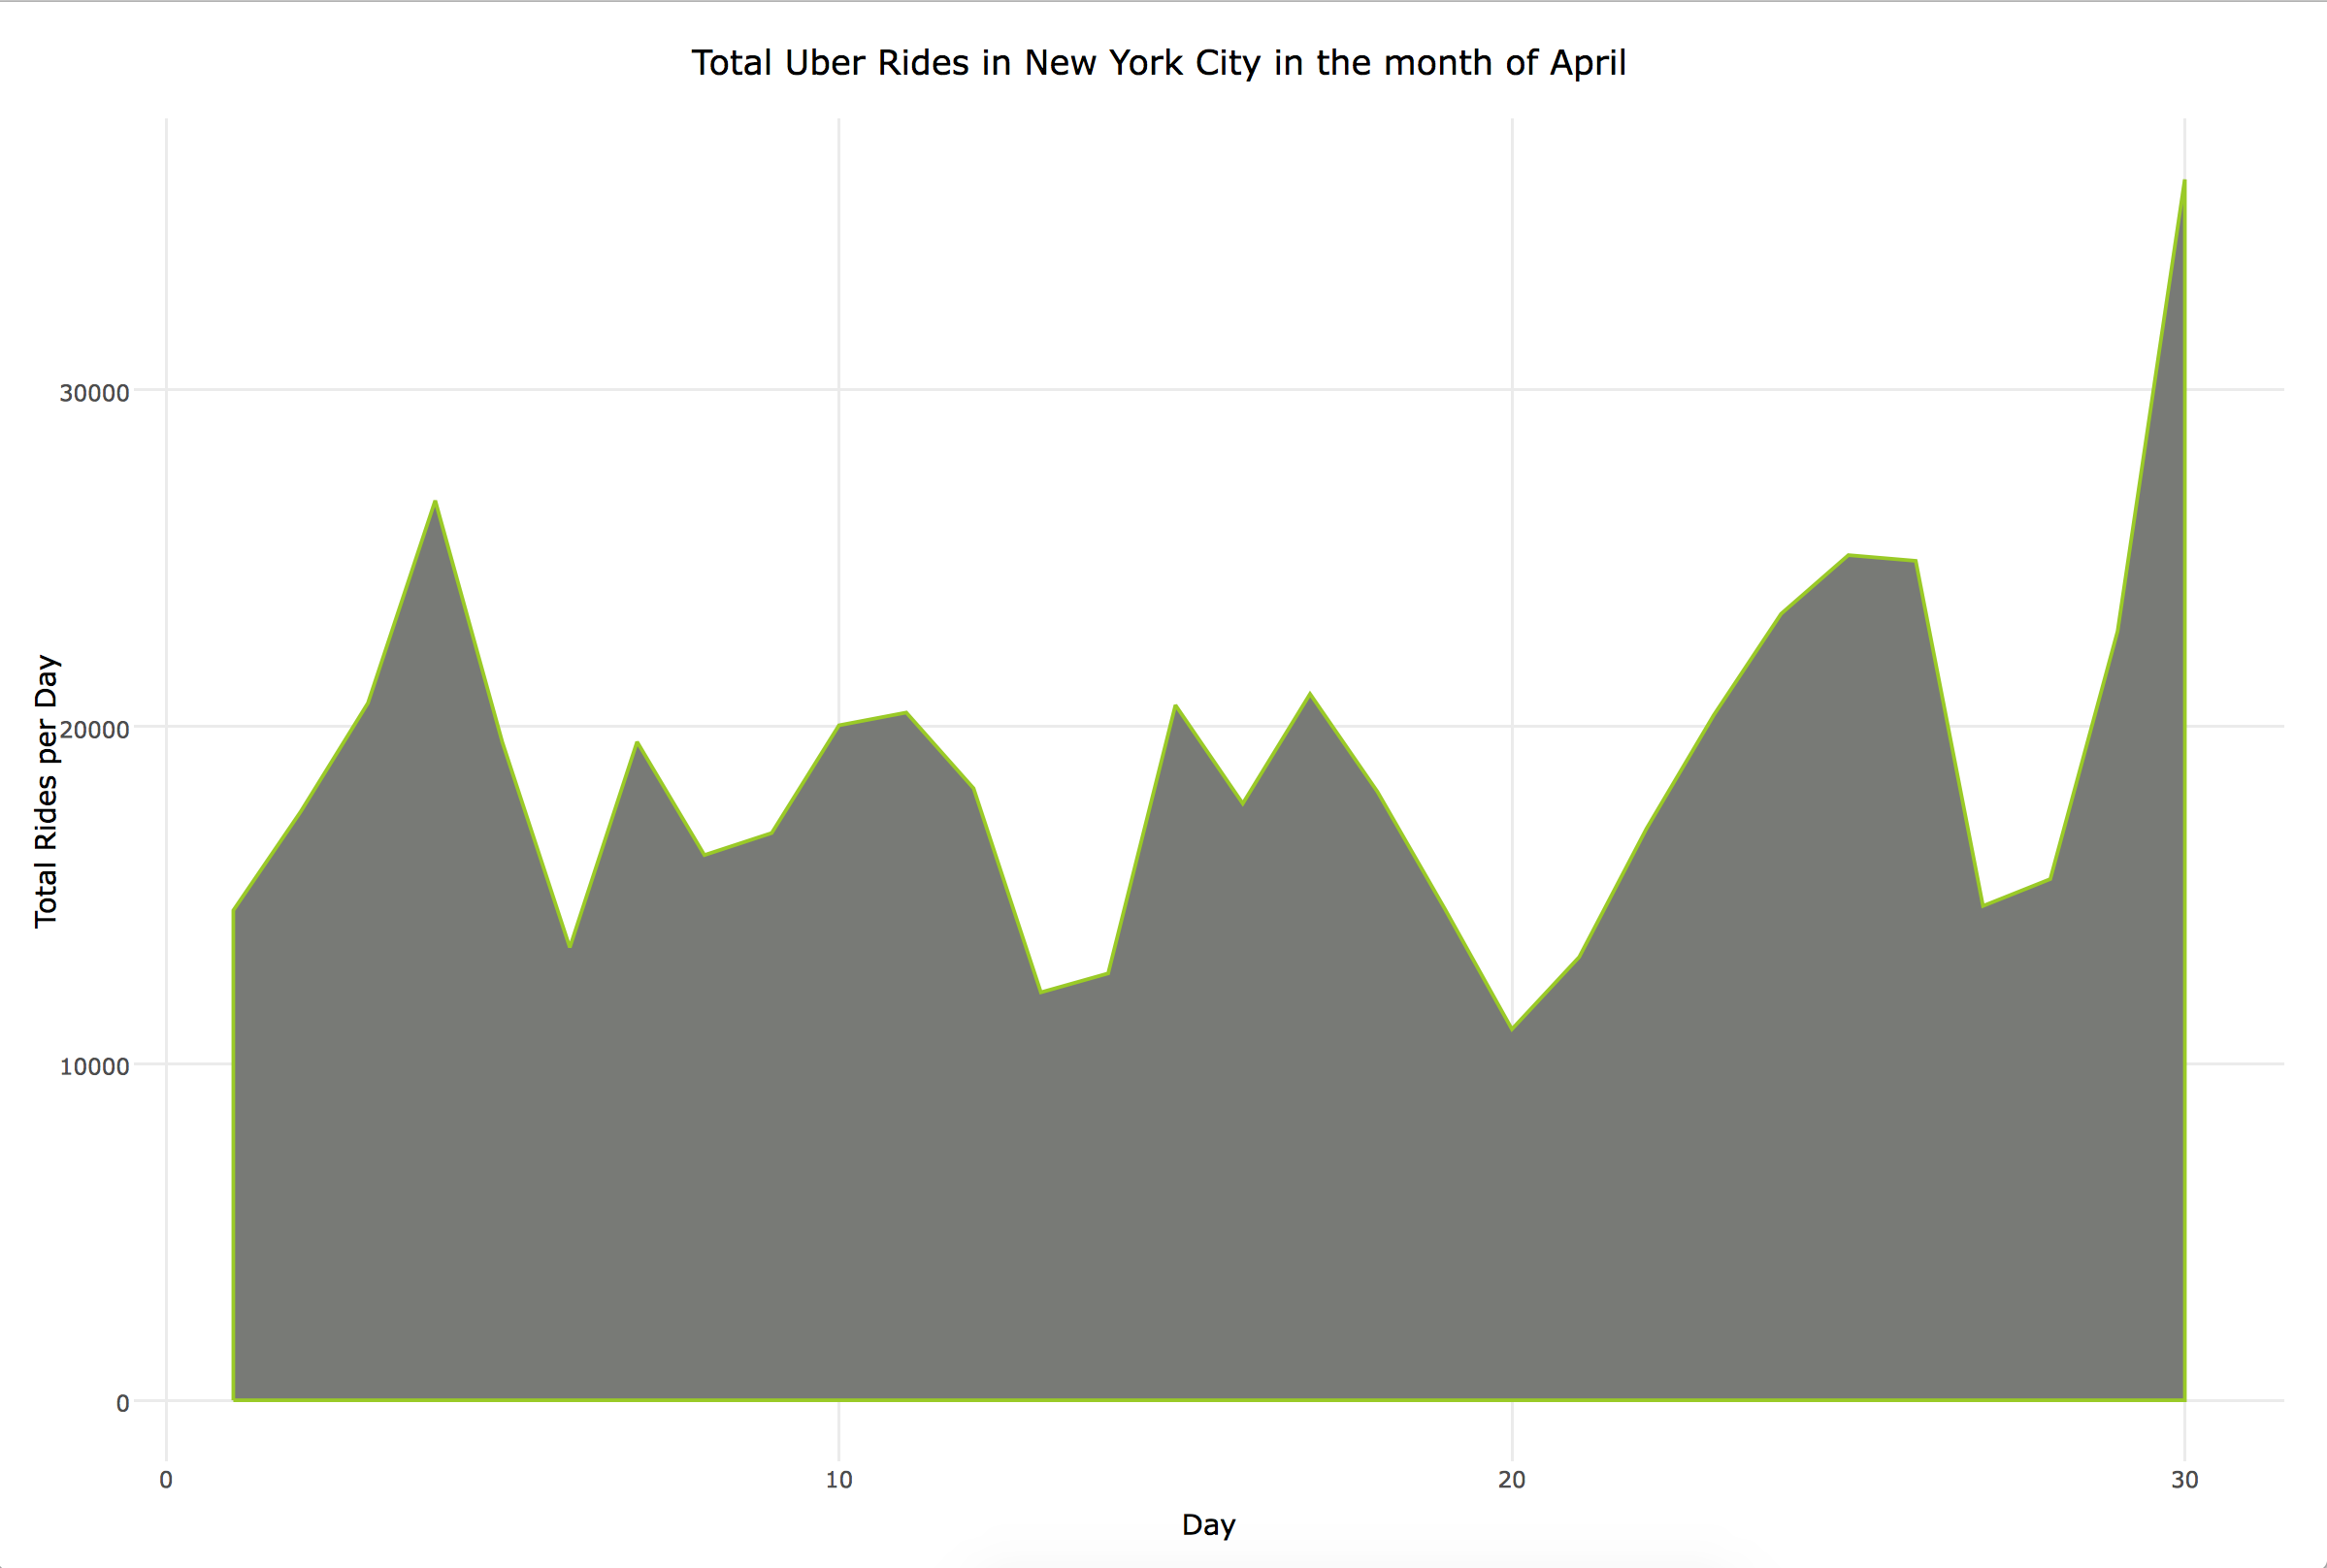 Total Uber Rides in New York City in the month of April
Total Rides per Day
30000
20000
10000
0
0 10 20 30
Day